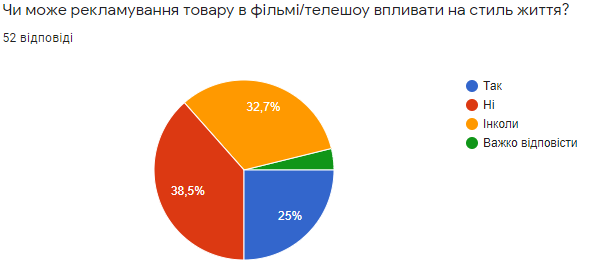 Чи може рекламування товару в фільмі/телешоу впливати на стиль життя?
52 відповіді
32,7%
38,5%
25%
Так
Ні
Інколи
Важко відповісти